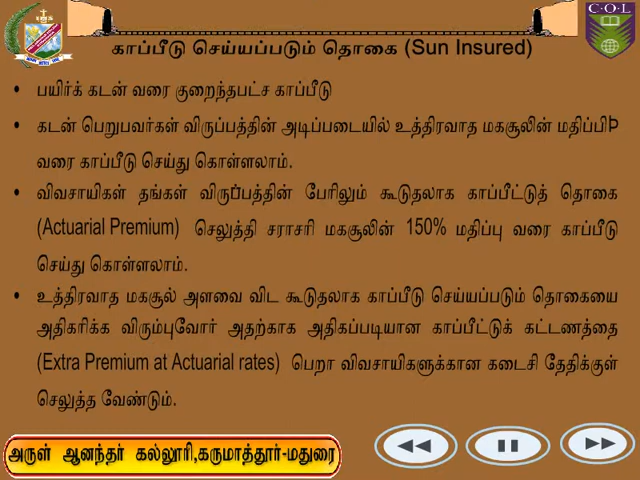 C·O·L
காப்பீடு செய்யப்படும் தொகை (Sun Insured)
• பயிர்க் கடன் வரை குறைந்தபட்ச காப்பீடு
• கடன் பெறுபவர்கள் விருப்பத்தின் அடிப்படையில் உத்திரவாத மகசூலின் மதிப்பிÞ
வரை காப்பீடு செய்து கொள்ளலாம்.
• விவசாயிகள் தங்கள் விருப்பத்தின் பேரிலும் கூடுதலாக காப்பீட்டுத் தொகை
(Actuarial Premium) செலுத்தி சராசரி மகசூலின் 150% மதிப்பு வரை காப்பீடு
செய்து கொள்ளலாம்.
• உத்திரவாத மகசூல் அளவை விட கூடுதலாக காப்பீடு செய்யப்படும் தொகையை
அதிகரிக்க விரும்புவோர் அதற்காக அதிகப்படியான காப்பீட்டுக் கட்டணத்தை
(Extra Premium at Actuarial rates) பெறா விவசாயிகளுக்கான கடைசி தேதிக்குள்
செலுத்த வேண்டும்.
அருள் ஆனந்தர் கல்லூரி,கருமாத்தூர்-மதுரை